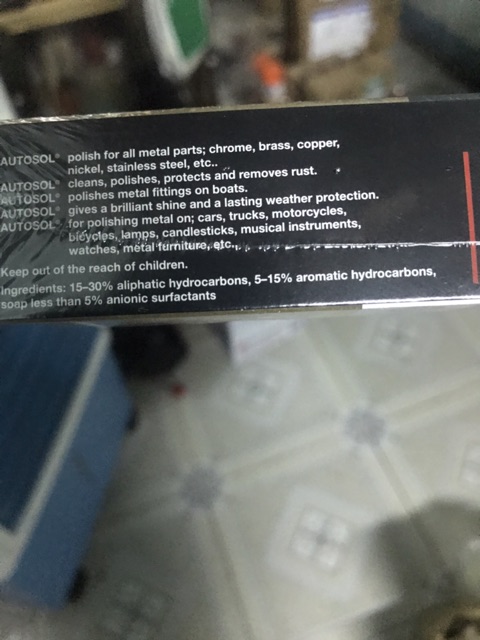 AUTOSOL® polish for all metal parts; chrome, brass, copper,
nickel, stainless steel, etc..
AUTOSOL® cleans, polishes, protects and removes rust.
AUTOSOL® polishes metal fittings on boats.
AUTOSOL® gives a brilliant shine and a lasting weather protection.
AUTOSOL® for polishing metal on; cars, trucks, motorcycles,
bicycles, lamps, candlesticks, musical instruments,
watches, metal furniture, etc.
Keep out of the reach of children.
Ingredients: 15–30% aliphatic hydrocarbons, 5–15% aromatic hydrocarbons,
soap less than 5% anionic surfactants